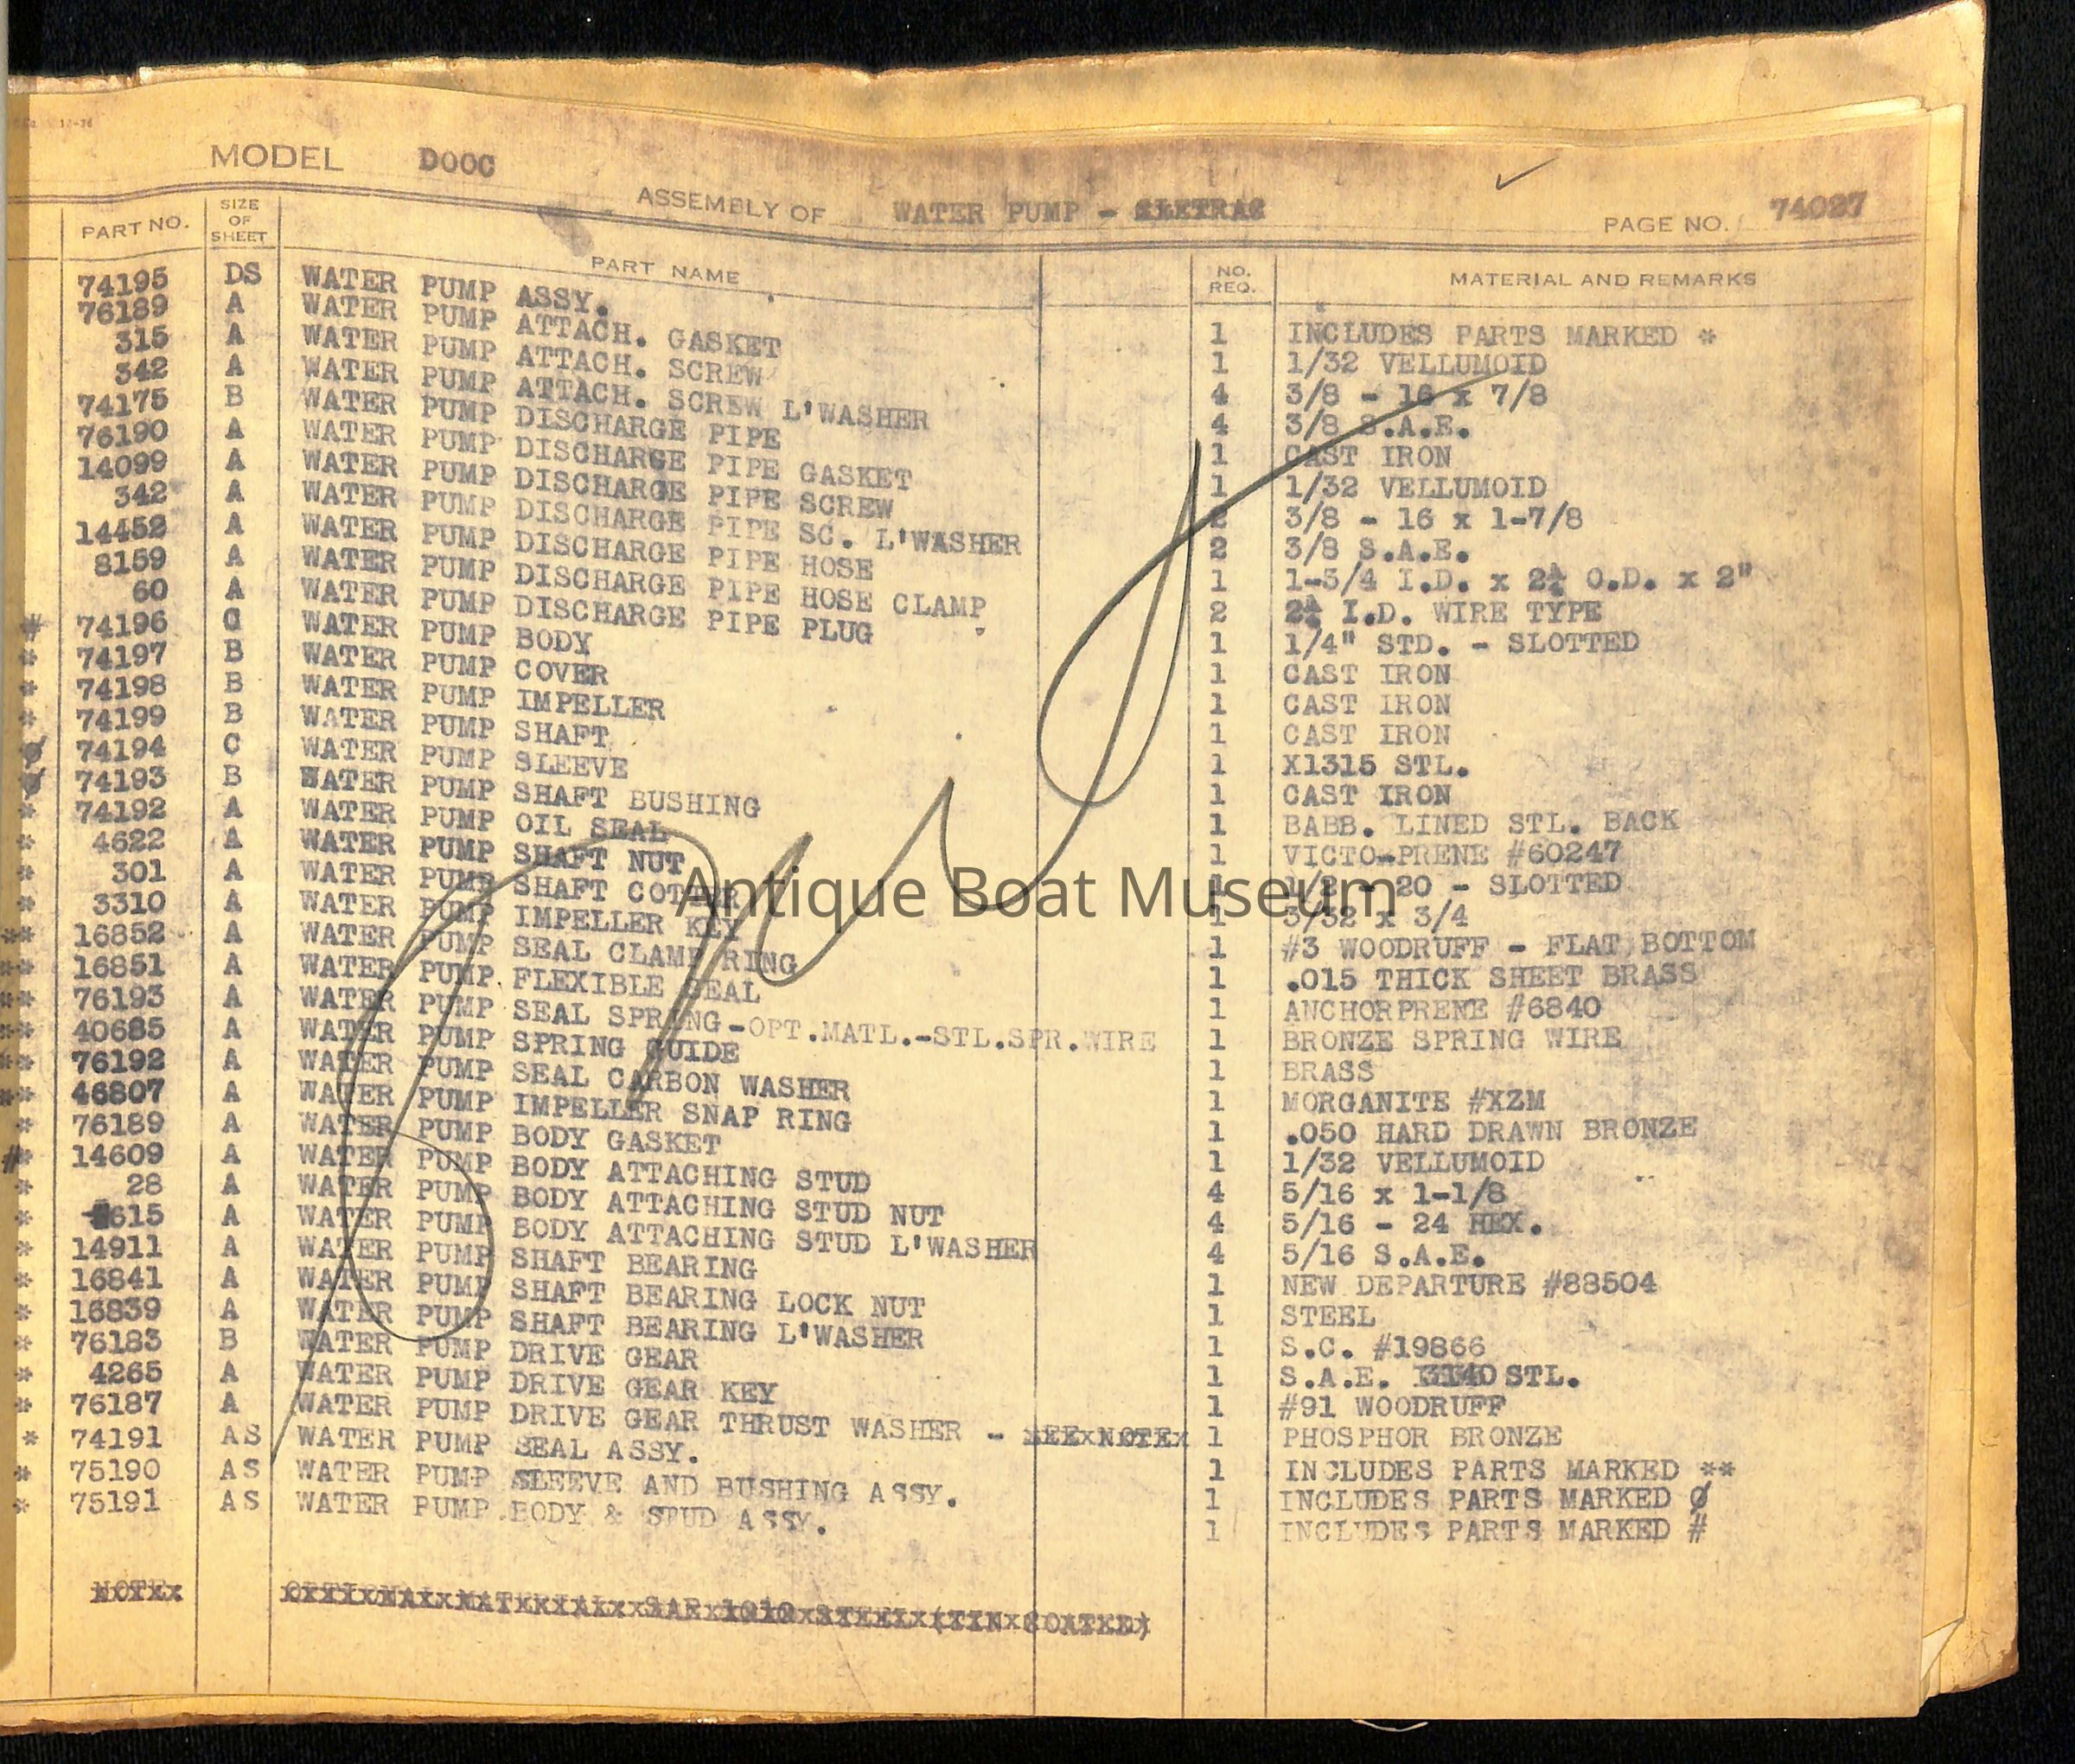 MODEL DOOC
ASSEMBLY OF WATER PUMP - CLETRAC
PAGE NO. 74027
PART NO. SIZE OF SHEET PART NAME NO. REQ. MATERIAL AND REMARKS
74195 DS WATER PUMP ASSY. 1 INCLUDES PARTS MARKED *
76189 A WATER PUMP ATTACH. GASKET 1 1/32 VELLUMOID
315 A WATER PUMP ATTACH. SCREW 4 3/8 - 16 x 7/8
342 A WATER PUMP ATTACH. SCREW L'WASHER 4 3/8 S.A.E.
74175 B WATER PUMP DISCHARGE PIPE 1 CAST IRON
76190 A WATER PUMP DISCHARGE PIPE GASKET 1 1/32 VELLUMOID
14099 A WATER PUMP DISCHARGE PIPE SCREW 2 3/8 - 16 x 1-7/8
342 A WATER PUMP DISCHARGE PIPE SC. L'WASHER 2 3/8 S.A.E.
14452 A WATER PUMP DISCHARGE PIPE HOSE 1 1-3/4 I.D. x 2¼ O.D. x 2"
8159 A WATER PUMP DISCHARGE PIPE HOSE CLAMP 2 2¼ I.D. WIRE TYPE
60 A WATER PUMP DISCHARGE PIPE PLUG 1 1/4" STD. - SLOTTED
# 74196 WATER PUMP BODY 1 CAST IRON
* 74197 B WATER PUMP COVER 1 CAST IRON
* 74198 B WATER PUMP IMPELLER 1 CAST IRON
* 74199 B WATER PUMP SHAFT 1 X1315 STL.
ø 74194 C WATER PUMP SLEEVE 1 CAST IRON
ø 74193 B WATER PUMP SHAFT BUSHING 1 BABB. LINED STL. BACK
* 74192 A WATER PUMP OIL SEAL 1 VICTO-PRENE #60247
* 4622 A WATER PUMP SHAFT NUT 1 1/2 - 20 - SLOTTED
* 301 A WATER PUMP SHAFT COTTER 1 3/32 x 3/4
* 3310 A WATER PUMP IMPELLER KEY 1 #3 WOODRUFF - FLAT BOTTOM
** 16852 A WATER PUMP SEAL CLAMP RING 1 .015 THICK SHEET BRASS
** 16851 A WATER PUMP FLEXIBLE SEAL 1 ANCHORPRENE #6840
** 76193 A WATER PUMP SEAL SPRING-OPT.MATL.-STL.SPR.WIRE 1 BRONZE SPRING WIRE
** 40685 A WATER PUMP SPRING GUIDE 1 BRASS
** 76192 A WATER PUMP SEAL CARBON WASHER 1 MORGANITE #XZM
** 46807 A WATER PUMP IMPELLER SNAP RING 1 .050 HARD DRAWN BRONZE
* 76189 A WATER PUMP BODY GASKET 1 1/32 VELLUMOID
#* 14609 A WATER PUMP BODY ATTACHING STUD 4 5/16 x 1-1/8
* 28 A WATER PUMP BODY ATTACHING STUD NUT 4 5/16 - 24 HEX.
* 615 A WATER PUMP BODY ATTACHING STUD L'WASHER 4 5/16 S.A.E.
* 14911 A WATER PUMP SHAFT BEARING 1 NEW DEPARTURE #88504
* 16841 A WATER PUMP SHAFT BEARING LOCK NUT 1 STEEL
* 16839 A WATER PUMP SHAFT BEARING L'WASHER 1 S.C. #19866
* 76183 B WATER PUMP DRIVE GEAR 1 S.A.E. STL.
* 4265 A WATER PUMP DRIVE GEAR KEY 1 #91 WOODRUFF
* 76187 A WATER PUMP DRIVE GEAR THRUST WASHER - SEE NOTE 1 PHOSPHOR BRONZE
* 74191 AS WATER PUMP SEAL ASSY. 1 INCLUDES PARTS MARKED **
* 75190 AS WATER PUMP SLEEVE AND BUSHING ASSY. 1 INCLUDES PARTS MARKED ø
* 75191 AS WATER PUMP BODY & STUD ASSY. 1 INCLUDES PARTS MARKED #
NOTE OPTIONAL MATERIAL SAE 1010 STEEL (TIN COATED)
Antique Boat Museum